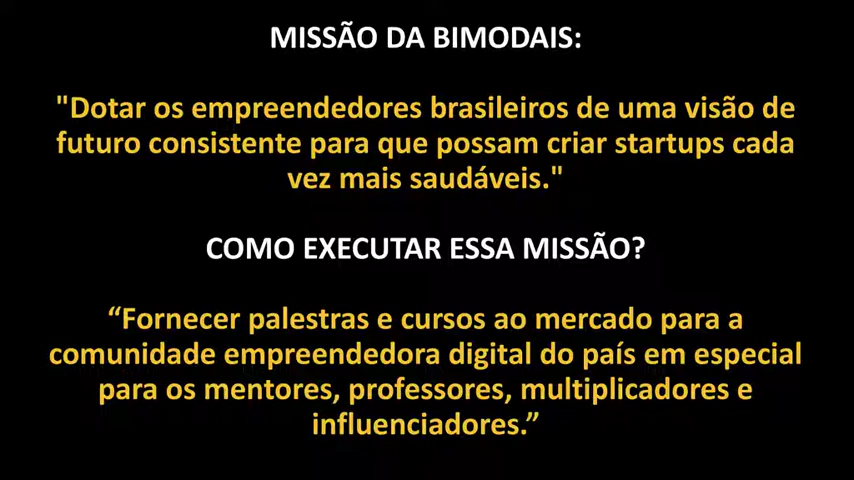 MISSÃO DA BIMODAIS:
"Dotar os empreendedores brasileiros de uma visão de
futuro consistente para que possam criar startups cada
vez mais saudáveis."
COMO EXECUTAR ESSA MISSÃO?
“Fornecer palestras e cursos ao mercado para a
comunidade empreendedora digital do país em especial
para os mentores, professores, multiplicadores e
influenciadores.”